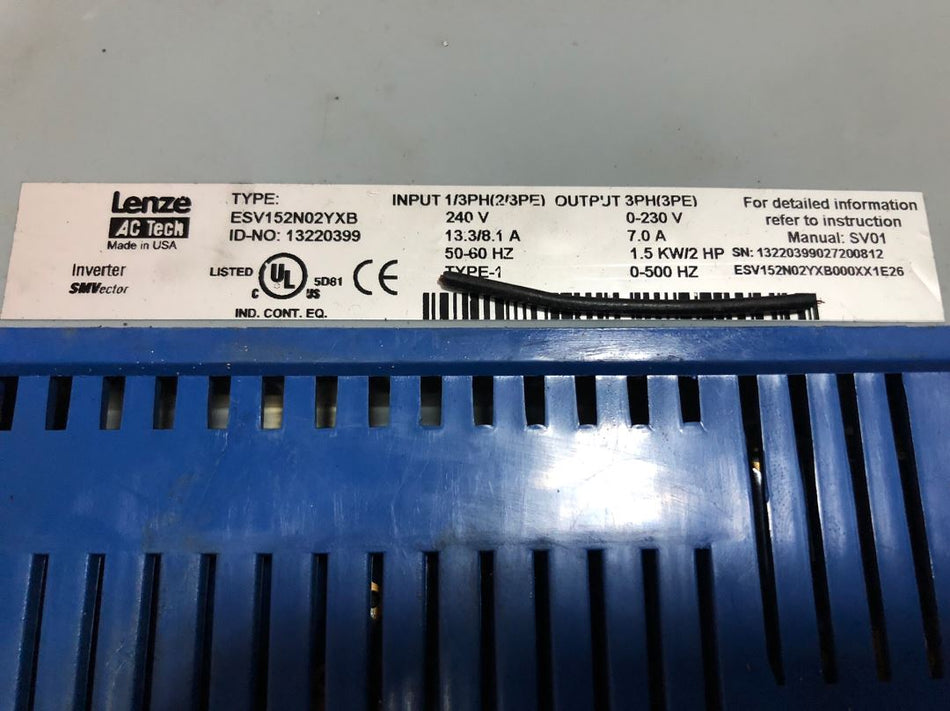 Lenze
AC Tech
Made in USA
Inverter
SMVector
TYPE:
ESV152N02YXB
ID-NO: 13220399
LISTED
UL
C
US
5D81
CE
IND. CONT. EQ.
INPUT 1/3PH(2/3PE)
240 V
13.3/8.1 A
50-60 HZ
TYPE-1
OUTPUT 3PH(3PE)
0-230 V
7.0 A
1.5 KW/2 HP
0-500 HZ
For detailed information
refer to instruction
Manual: SV01
SN: 13220399027200812
ESV152N02YXB000XX1E26